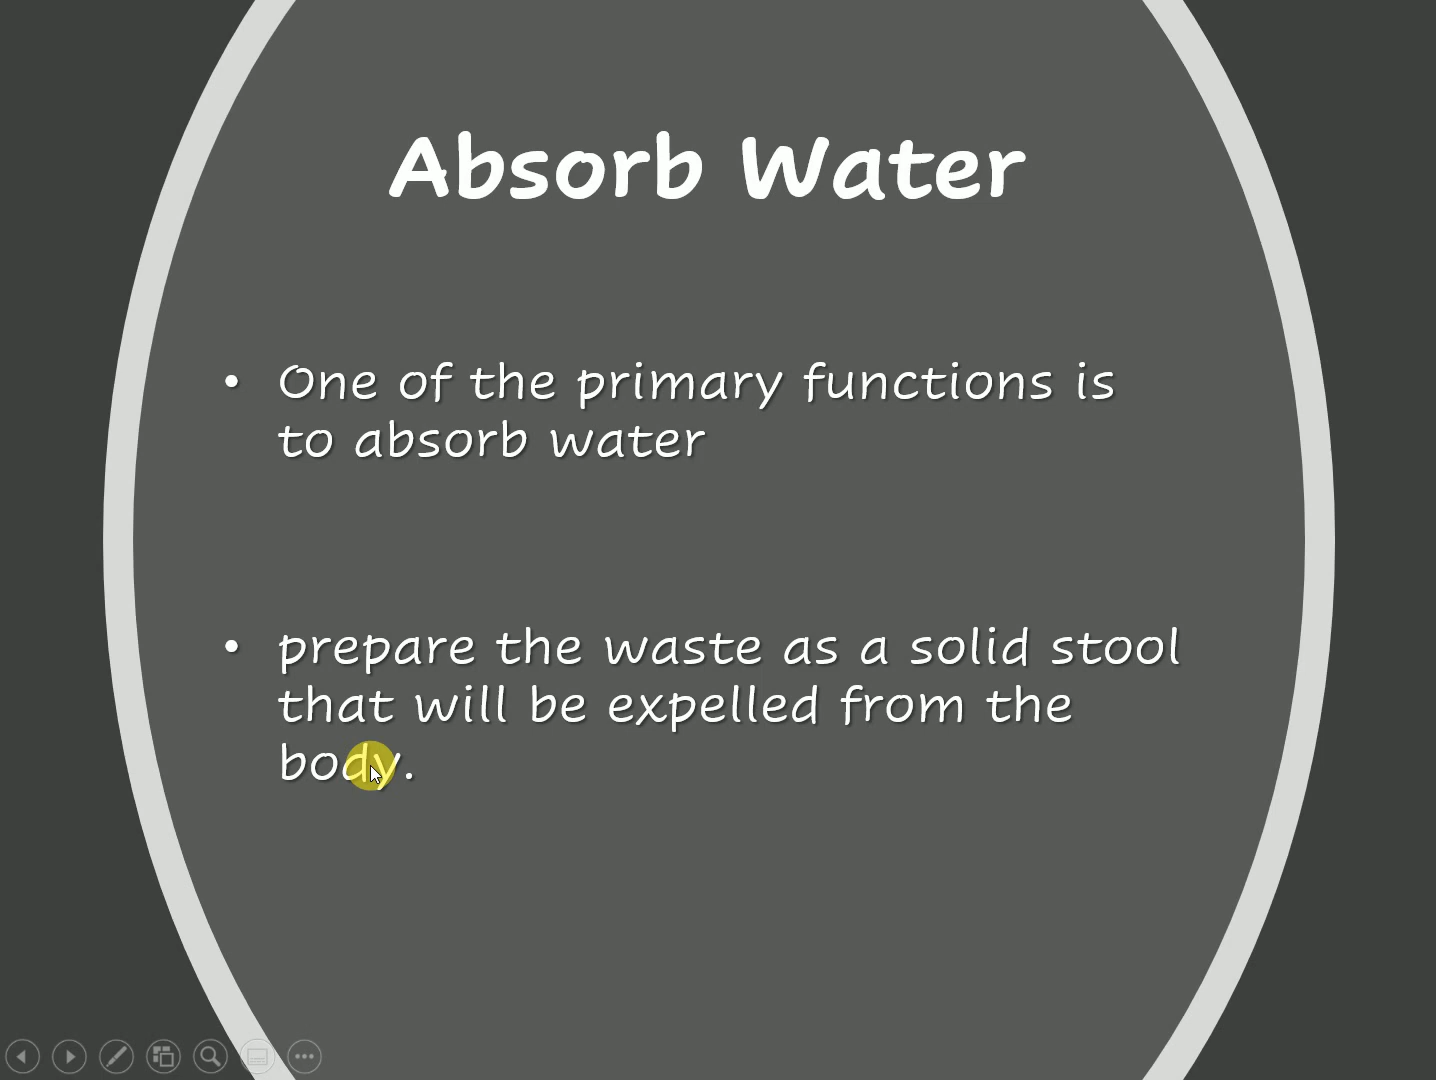 Absorb Water
• One of the primary functions is
to absorb water
• prepare the waste as a solid stool
that will be expelled from the
body.